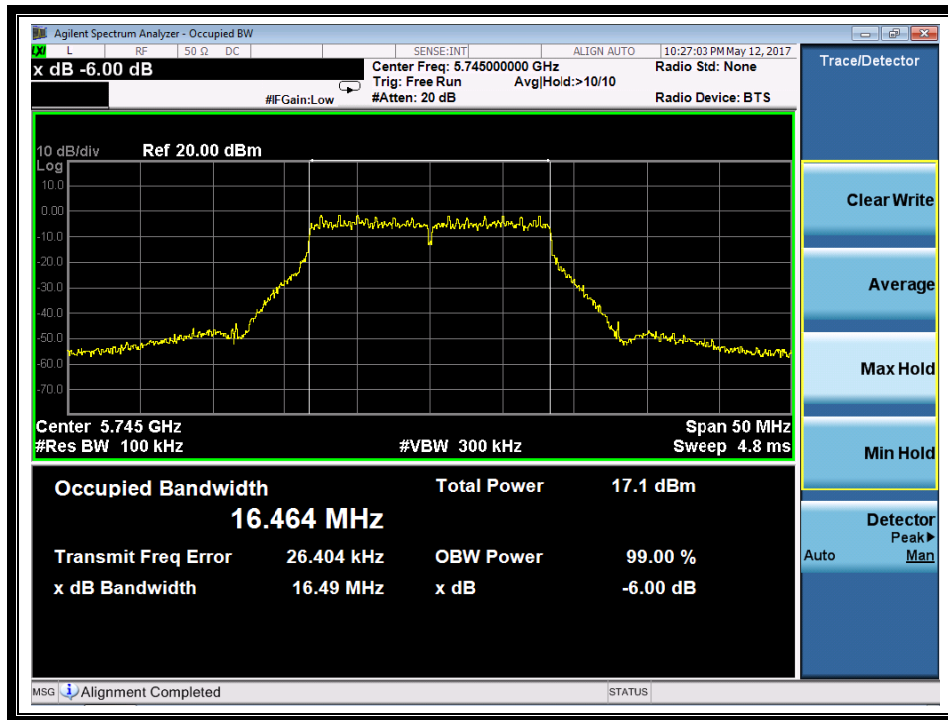 Agilent Spectrum Analyzer - Occupied BW
LXI L RF 50 Ω DC SENSE:INT ALIGN AUTO 10:27:03 PM May 12, 2017
x dB -6.00 dB
Center Freq: 5.745000000 GHz
Radio Std: None
Trig: Free Run Avg|Hold:>10/10
#IFGain:Low
#Atten: 20 dB
Radio Device: BTS
10 dB/div Ref 20.00 dBm
Log
10.0
0.00
-10.0
-20.0
-30.0
-40.0
-50.0
-60.0
-70.0
Center 5.745 GHz
Span 50 MHz
#Res BW 100 kHz
#VBW 300 kHz
Sweep 4.8 ms
Occupied Bandwidth
Total Power 17.1 dBm
16.464 MHz
Transmit Freq Error 26.404 kHz
OBW Power 99.00 %
x dB Bandwidth 16.49 MHz
x dB -6.00 dB
Trace/Detector
Clear Write
Average
Max Hold
Min Hold
Detector
Peak▶
Auto Man
MSG Alignment Completed
STATUS